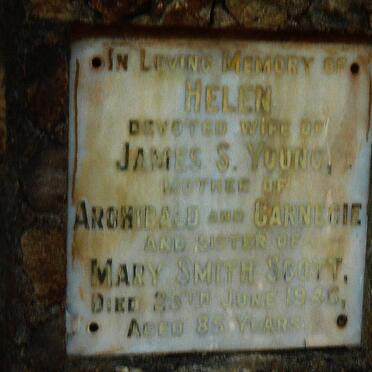 In Loving Memory of
HELEN
DEVOTED WIFE OF
JAMES S. YOUNG,
MOTHER OF
ARCHIBALD AND CARNEGIE
AND SISTER OF
MARY SMITH SCOTT,
DIED JUNE
AGED 85 YEARS.